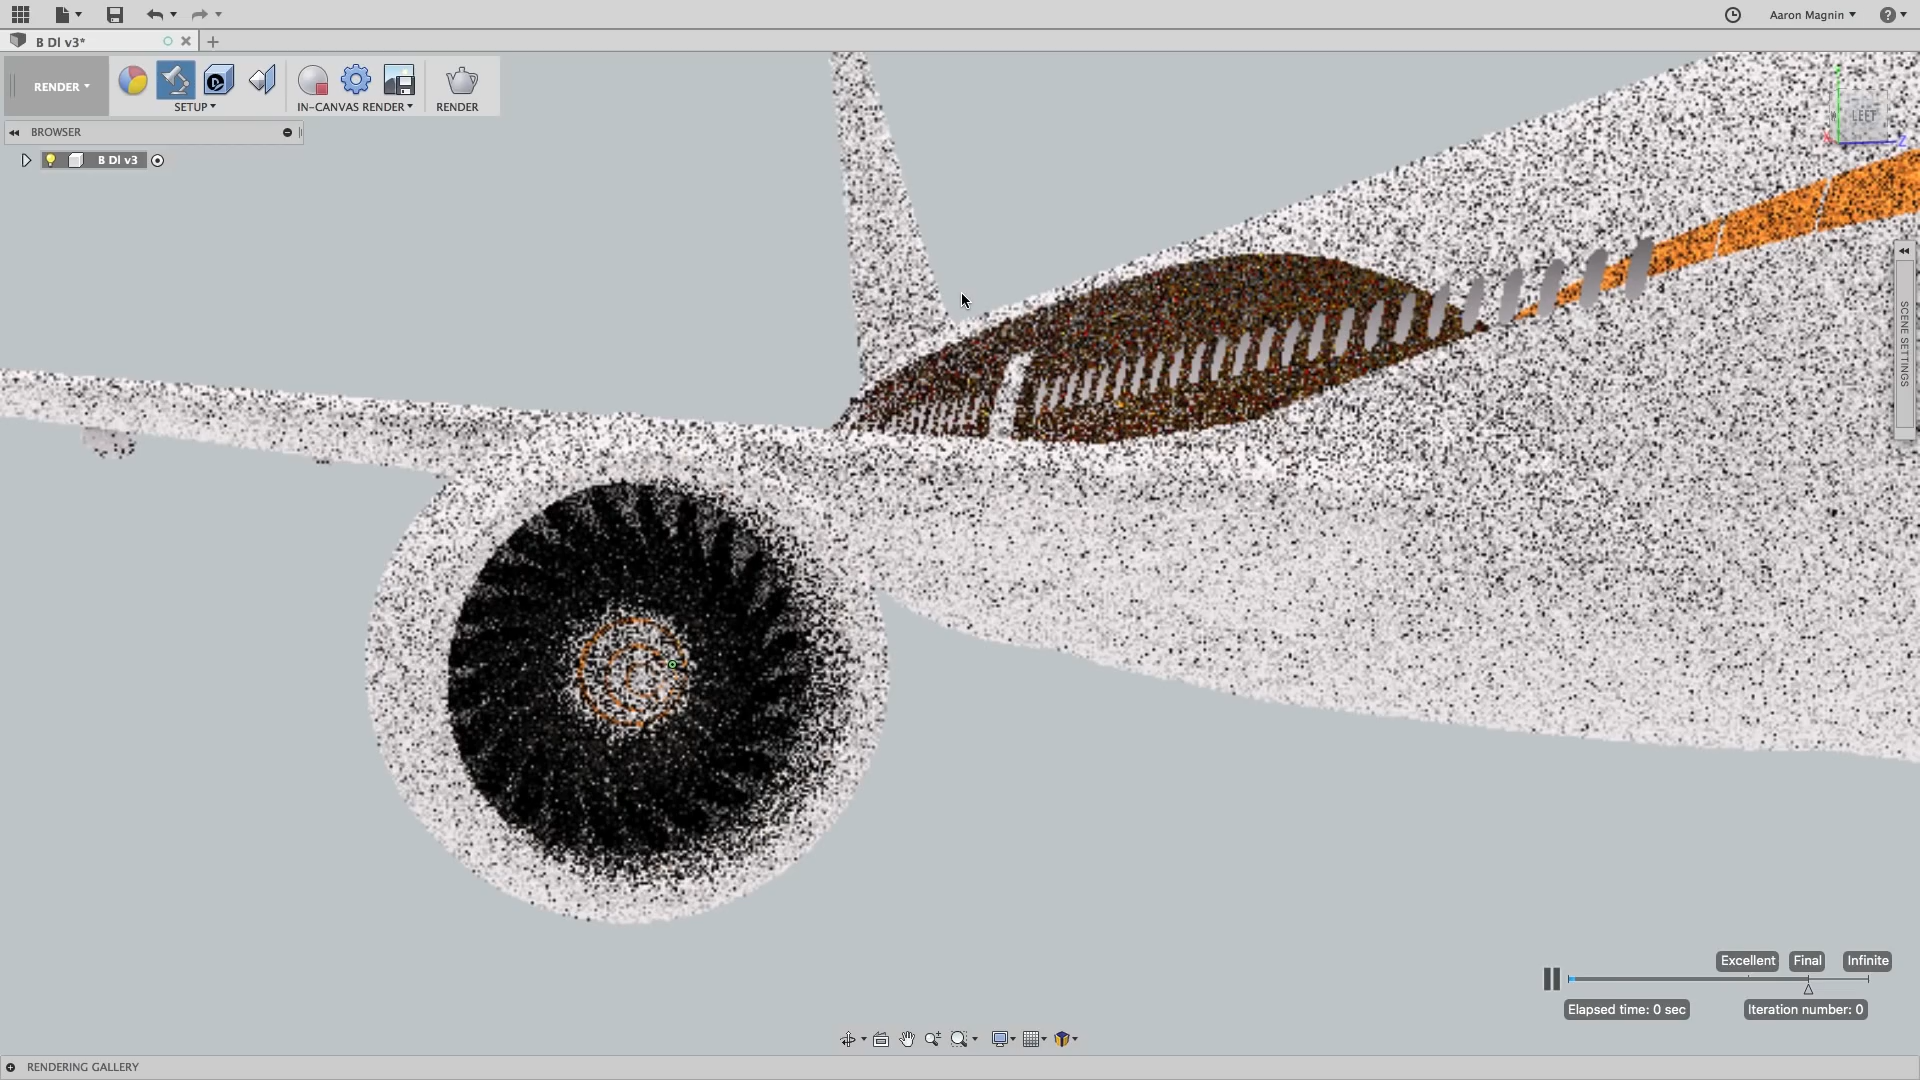 Aaron Magnin
B DI v3*
RENDER
SETUP
IN-CANVAS RENDER
RENDER
BROWSER
B DI v3
LEFT
Z
SCENE SETTINGS
Excellent
Final
Infinite
Elapsed time: 0 sec
Iteration number: 0
RENDERING GALLERY